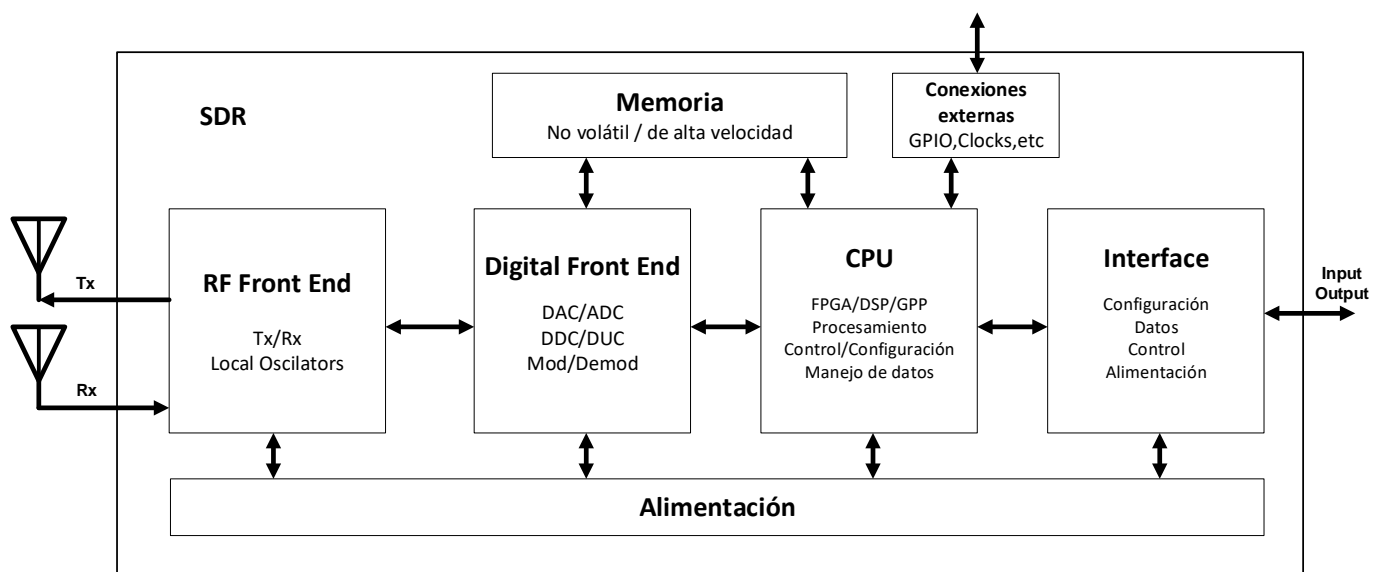 SDR
Memoria
No volátil / de alta velocidad
Conexiones
externas
GPIO,Clocks,etc
Tx
Rx
RF Front End
Tx/Rx
Local Oscilators
Digital Front End
DAC/ADC
DDC/DUC
Mod/Demod
CPU
FPGA/DSP/GPP
Procesamiento
Control/Configuración
Manejo de datos
Interface
Configuración
Datos
Control
Alimentación
Input
Output
Alimentación